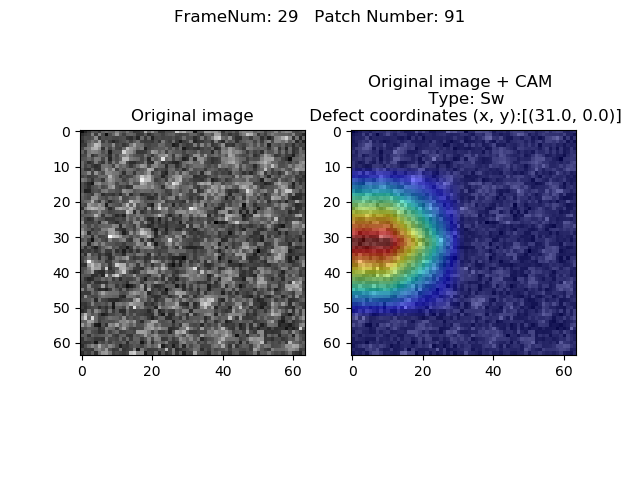 FrameNum: 29   Patch Number: 91
Original image
0
10
20
30
40
50
60
0 20 40 60
Original image + CAM
Type: Sw
Defect coordinates (x, y):[(31.0, 0.0)]
0
10
20
30
40
50
60
0 20 40 60